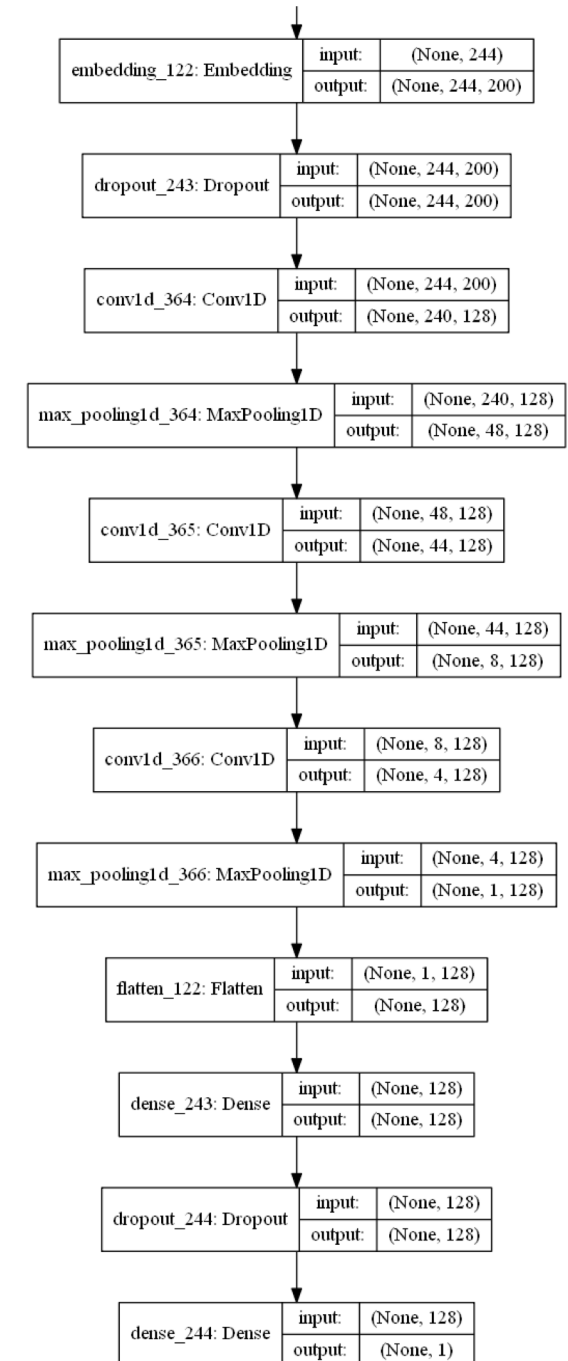 embedding_122: Embedding
input: (None, 244)
output: (None, 244, 200)
dropout_243: Dropout
input: (None, 244, 200)
output: (None, 244, 200)
conv1d_364: Conv1D
input: (None, 244, 200)
output: (None, 240, 128)
max_pooling1d_364: MaxPooling1D
input: (None, 240, 128)
output: (None, 48, 128)
conv1d_365: Conv1D
input: (None, 48, 128)
output: (None, 44, 128)
max_pooling1d_365: MaxPooling1D
input: (None, 44, 128)
output: (None, 8, 128)
conv1d_366: Conv1D
input: (None, 8, 128)
output: (None, 4, 128)
max_pooling1d_366: MaxPooling1D
input: (None, 4, 128)
output: (None, 1, 128)
flatten_122: Flatten
input: (None, 1, 128)
output: (None, 128)
dense_243: Dense
input: (None, 128)
output: (None, 128)
dropout_244: Dropout
input: (None, 128)
output: (None, 128)
dense_244: Dense
input: (None, 128)
output: (None, 1)